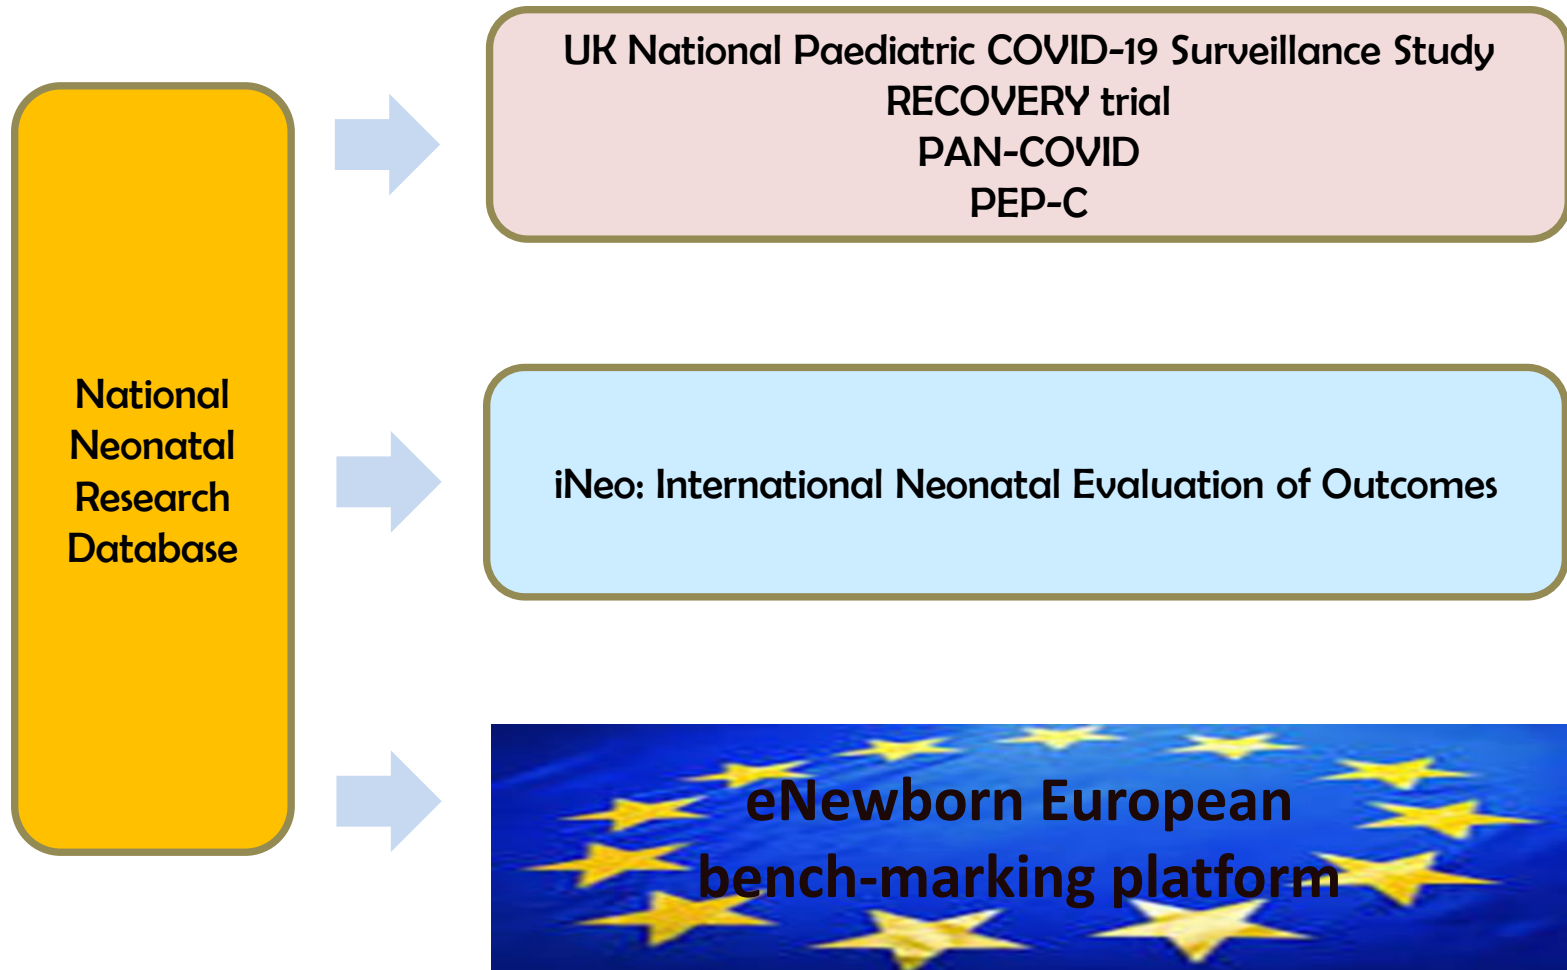 UK National Paediatric COVID-19 Surveillance Study
RECOVERY trial
PAN-COVID
PEP-C
National
Neonatal
Research
Database
iNeo: International Neonatal Evaluation of Outcomes
eNewborn European
bench-marking platform